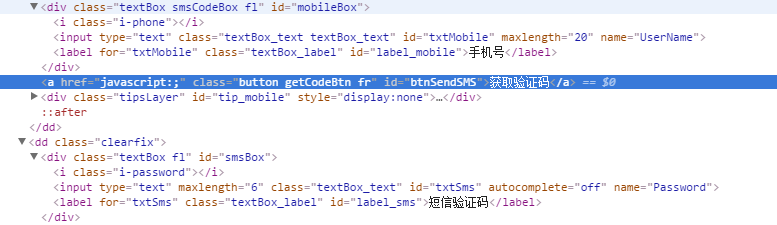 ▼<div class="textBox smsCodeBox fl" id="mobileBox">
<i class="i-phone"></i>
<input type="text" class="textBox_text textBox_text" id="txtMobile" maxlength="20" name="UserName">
<label for="txtMobile" class="textBox_label" id="label_mobile">手机号</label>
</div>
<a href="javascript:;" class="button getCodeBtn fr" id="btnSendSMS">获取验证码</a> == $0
▶<div class="tipsLayer" id="tip_mobile" style="display:none">…</div>
::after
</dd>
▼<dd class="clearfix">
▼<div class="textBox fl" id="smsBox">
<i class="i-password"></i>
<input type="text" maxlength="6" class="textBox_text" id="txtSms" autocomplete="off" name="Password">
<label for="txtSms" class="textBox_label" id="label_sms">短信验证码</label>
</div>